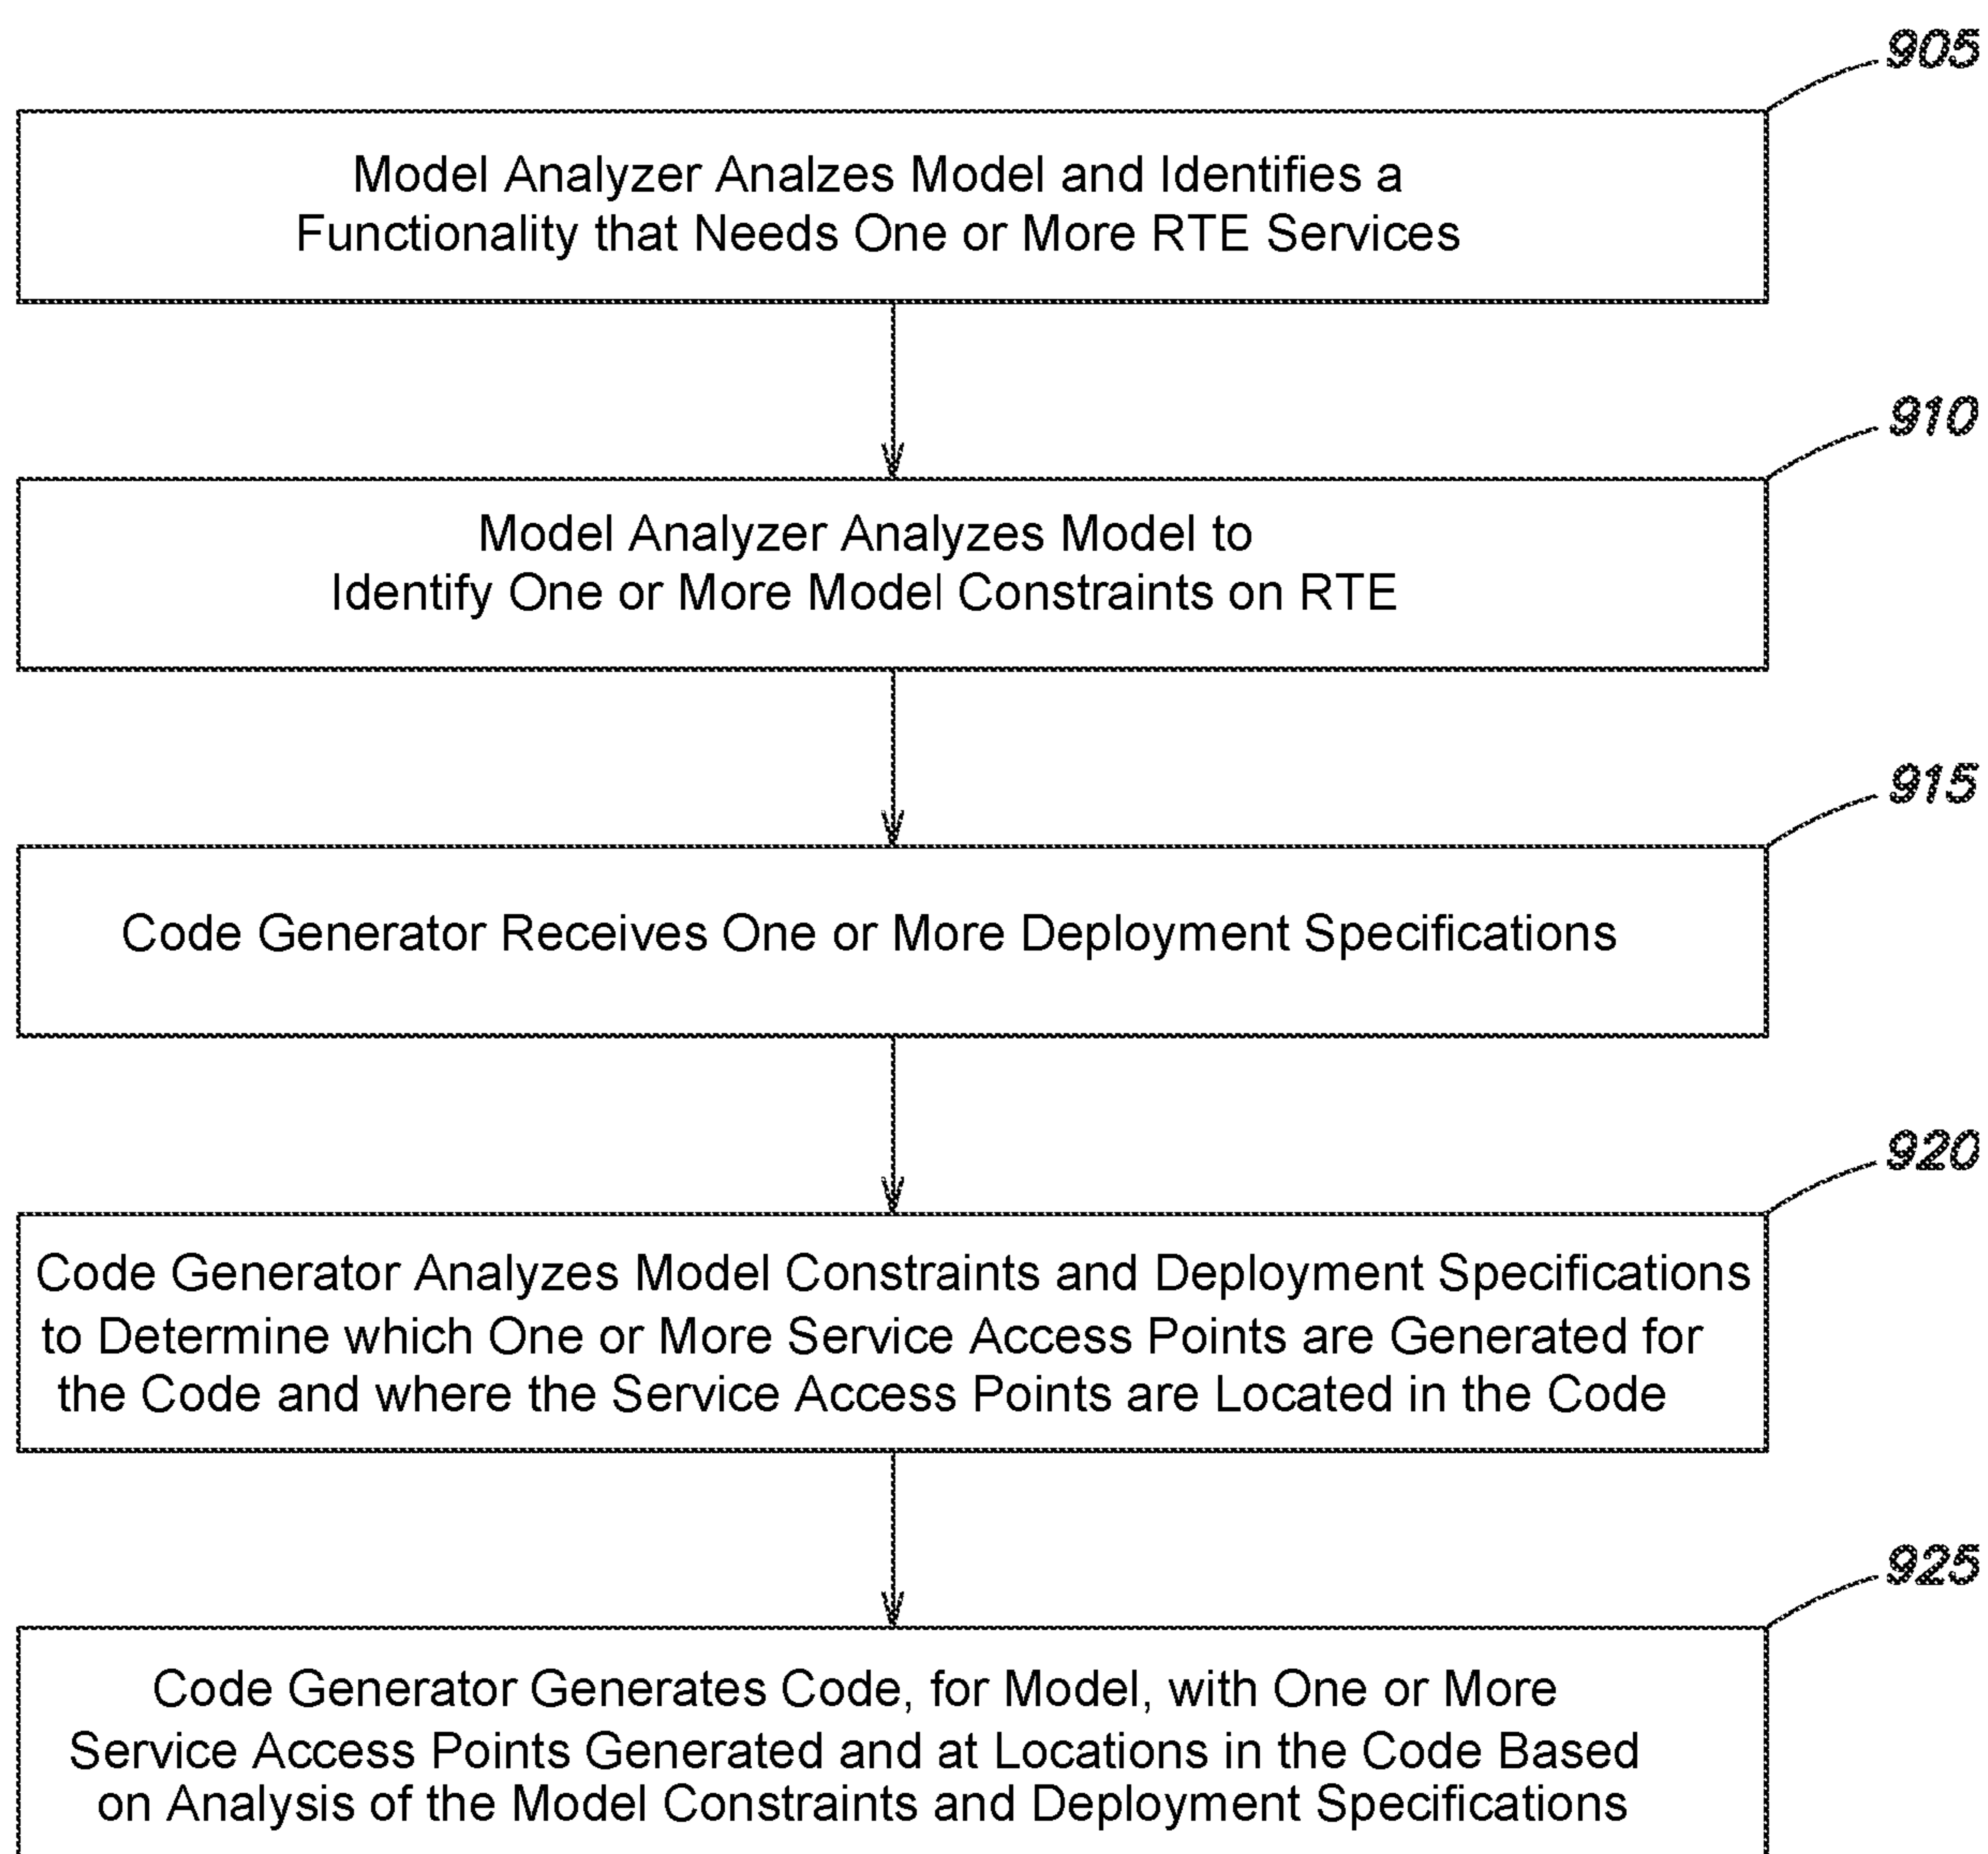 905
Model Analyzer Analzes Model and Identifies a
Functionality that Needs One or More RTE Services
910
Model Analyzer Analyzes Model to
Identify One or More Model Constraints on RTE
915
Code Generator Receives One or More Deployment Specifications
920
Code Generator Analyzes Model Constraints and Deployment Specifications
to Determine which One or More Service Access Points are Generated for
the Code and where the Service Access Points are Located in the Code
925
Code Generator Generates Code, for Model, with One or More
Service Access Points Generated and at Locations in the Code Based
on Analysis of the Model Constraints and Deployment Specifications